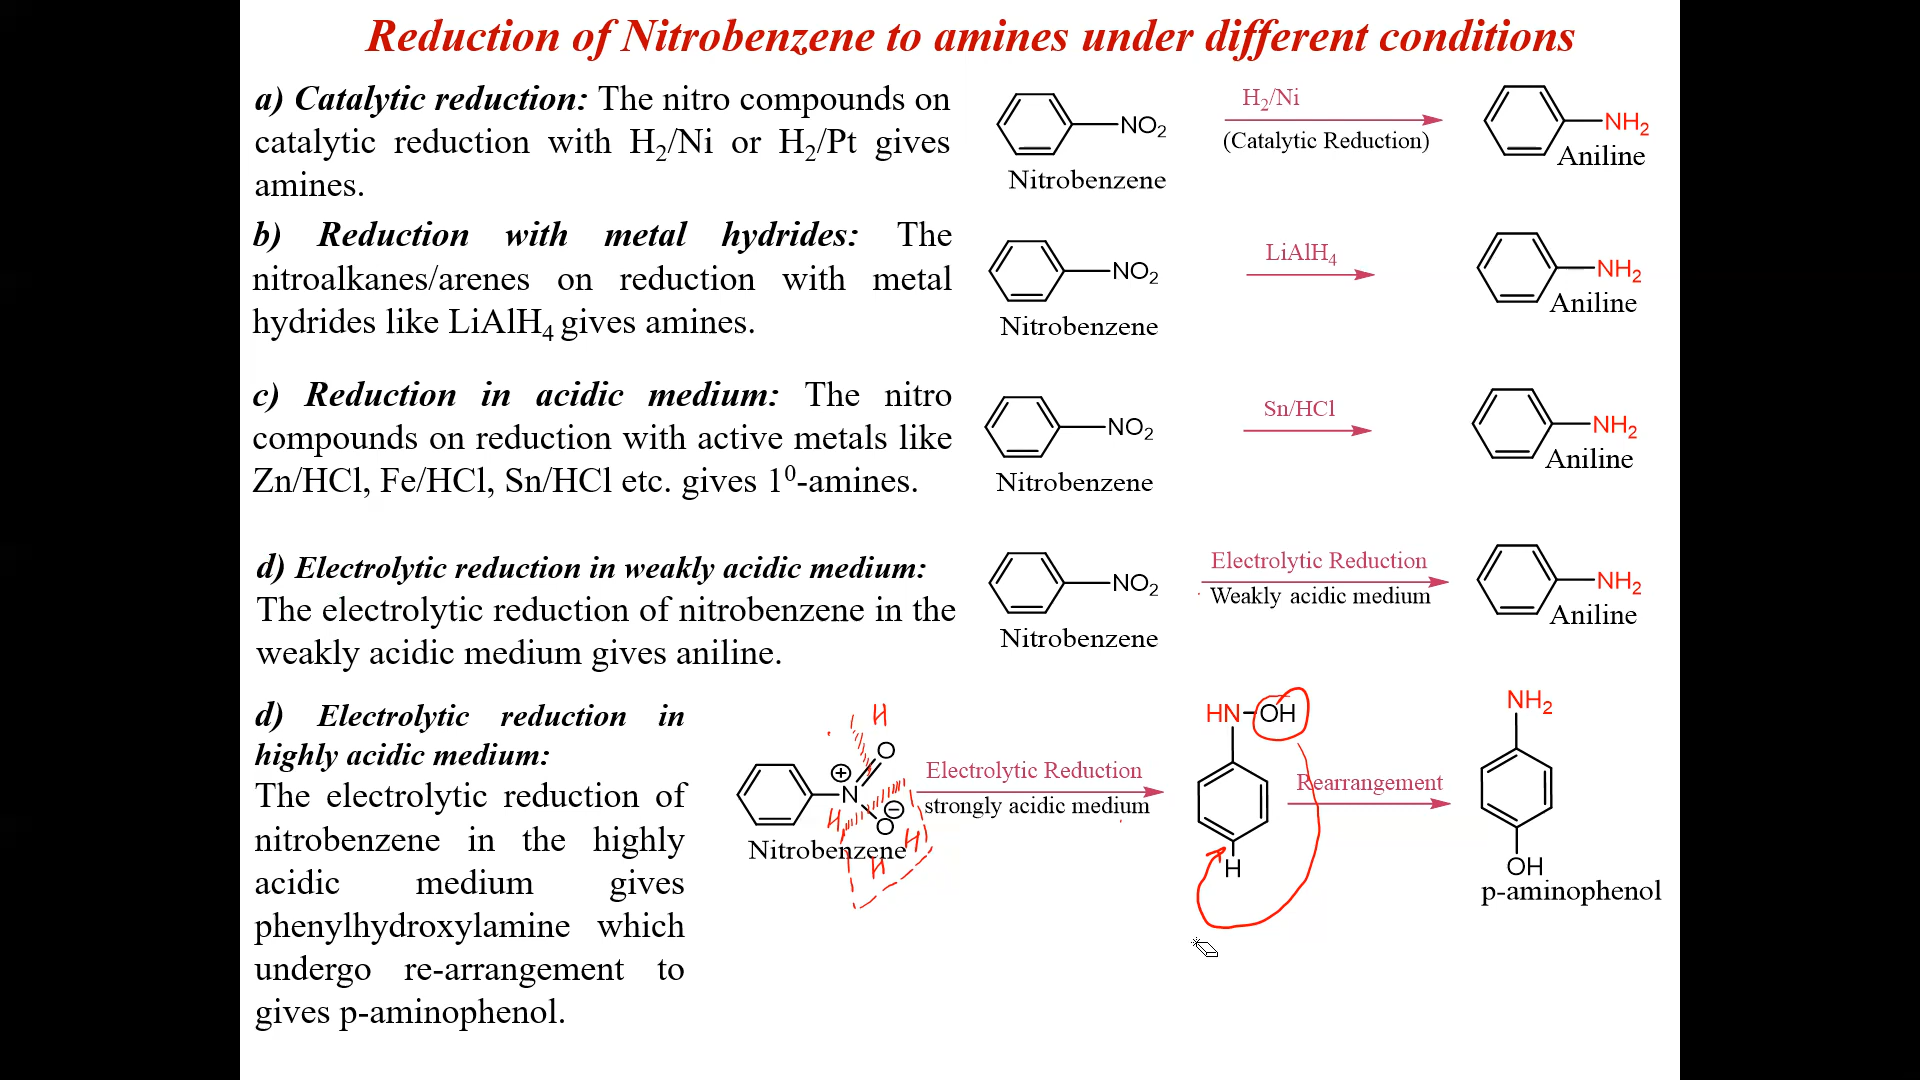 Reduction of Nitrobenzene to amines under different conditions
a) Catalytic reduction: The nitro compounds on
catalytic reduction with H₂/Ni or H₂/Pt gives
amines.
NO₂
Nitrobenzene
H₂/Ni
(Catalytic Reduction)
NH₂
Aniline
b) Reduction with metal hydrides: The
nitroalkanes/arenes on reduction with metal
hydrides like LiAlH₄ gives amines.
NO₂
Nitrobenzene
LiAlH₄
NH₂
Aniline
c) Reduction in acidic medium: The nitro
compounds on reduction with active metals like
Zn/HCl, Fe/HCl, Sn/HCl etc. gives 1⁰-amines.
NO₂
Nitrobenzene
Sn/HCl
NH₂
Aniline
d) Electrolytic reduction in weakly acidic medium:
The electrolytic reduction of nitrobenzene in the
weakly acidic medium gives aniline.
NO₂
Nitrobenzene
Electrolytic Reduction
Weakly acidic medium
NH₂
Aniline
d) Electrolytic reduction in
highly acidic medium:
The electrolytic reduction of
nitrobenzene in the highly
acidic medium gives
phenylhydroxylamine which
undergo re-arrangement to
gives p-aminophenol.
H
O
⊕
N
⊖
O
H
H
H
Nitrobenzene
Electrolytic Reduction
strongly acidic medium
HN-OH
H
Rearrangement
NH₂
OH
p-aminophenol